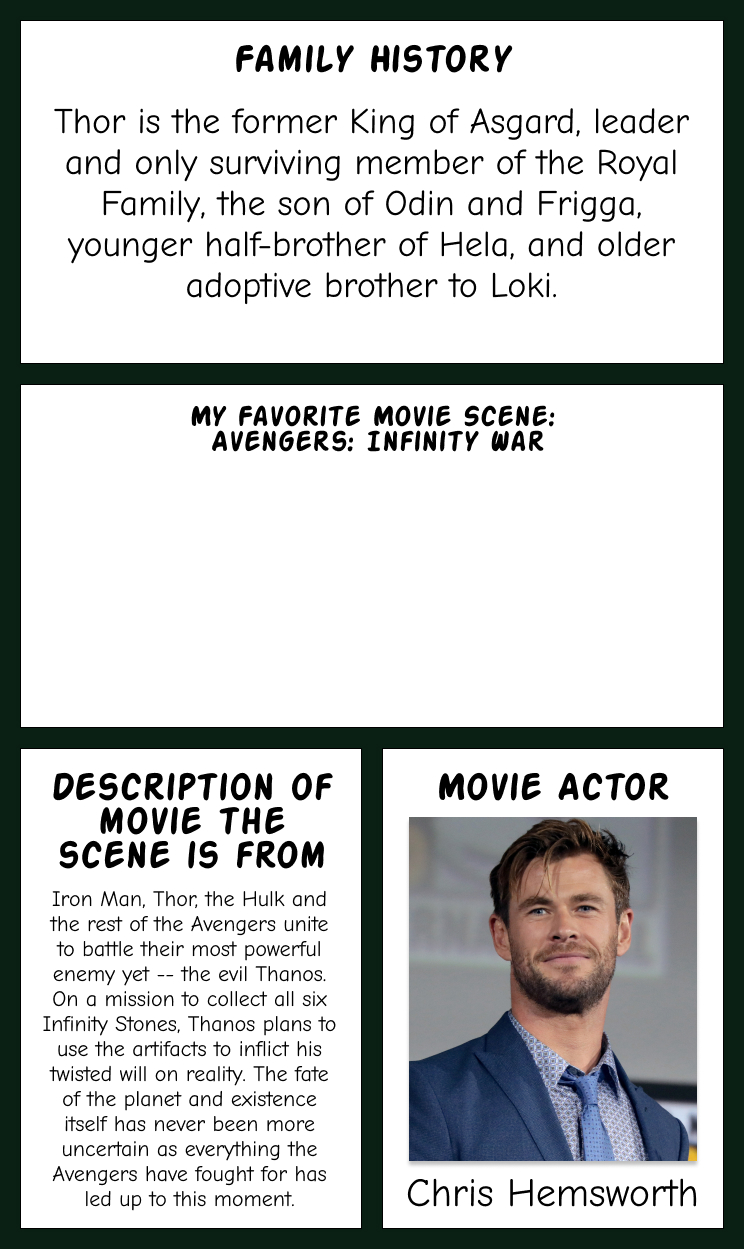 FAMILY HISTORY
Thor is the former King of Asgard, leader
and only surviving member of the Royal
Family, the son of Odin and Frigga,
younger half-brother of Hela, and older
adoptive brother to Loki.
MY FAVORITE MOVIE SCENE:
AVENGERS: INFINITY WAR
DESCRIPTION OF
MOVIE THE
SCENE IS FROM
Iron Man, Thor, the Hulk and
the rest of the Avengers unite
to battle their most powerful
enemy yet -- the evil Thanos.
On a mission to collect all six
Infinity Stones, Thanos plans to
use the artifacts to inflict his
twisted will on reality. The fate
of the planet and existence
itself has never been more
uncertain as everything the
Avengers have fought for has
led up to this moment.
MOVIE ACTOR
Chris Hemsworth